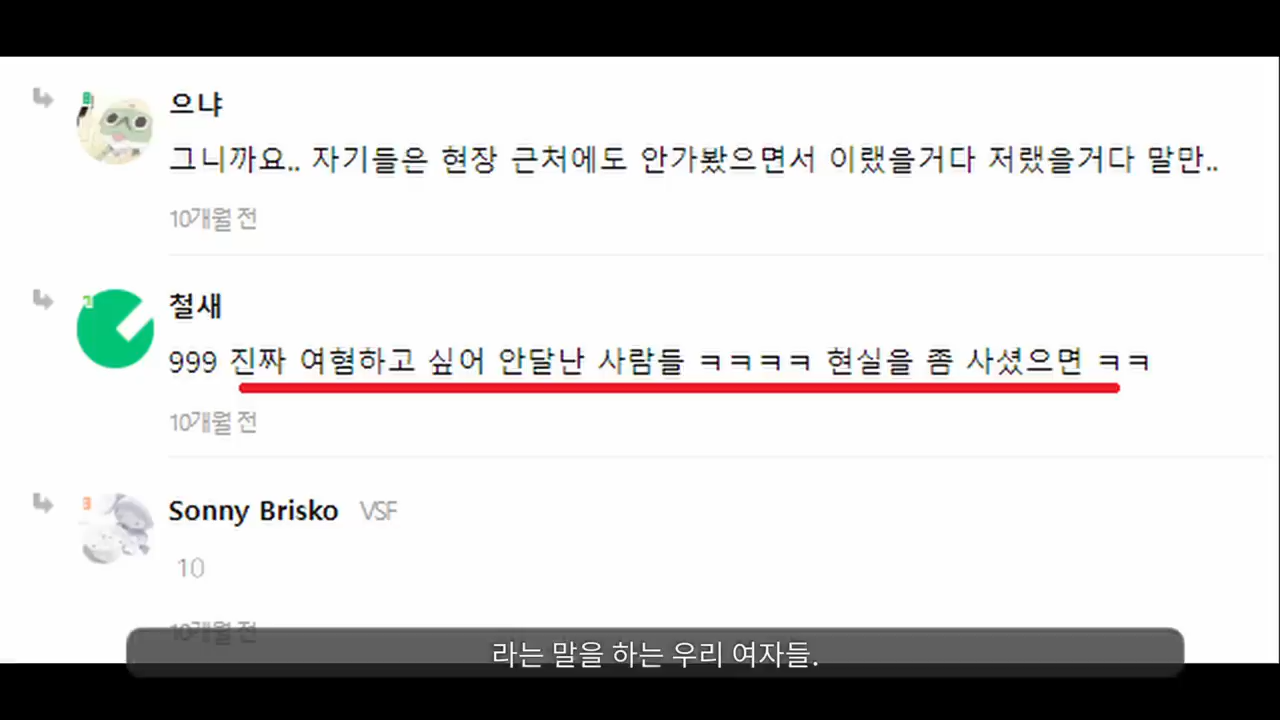 으냐
그니까요.. 자기들은 현장 근처에도 안가봤으면서 이랬을거다 저랬을거다 말만..
10개월 전
철새
999 진짜 여혐하고 싶어 안달난 사람들 ㅋㅋㅋㅋ 현실을 좀 사셨으면 ㅋㅋ
10개월 전
Sonny Brisko VSF
10
10개월 전
라는 말을 하는 우리 여자들.